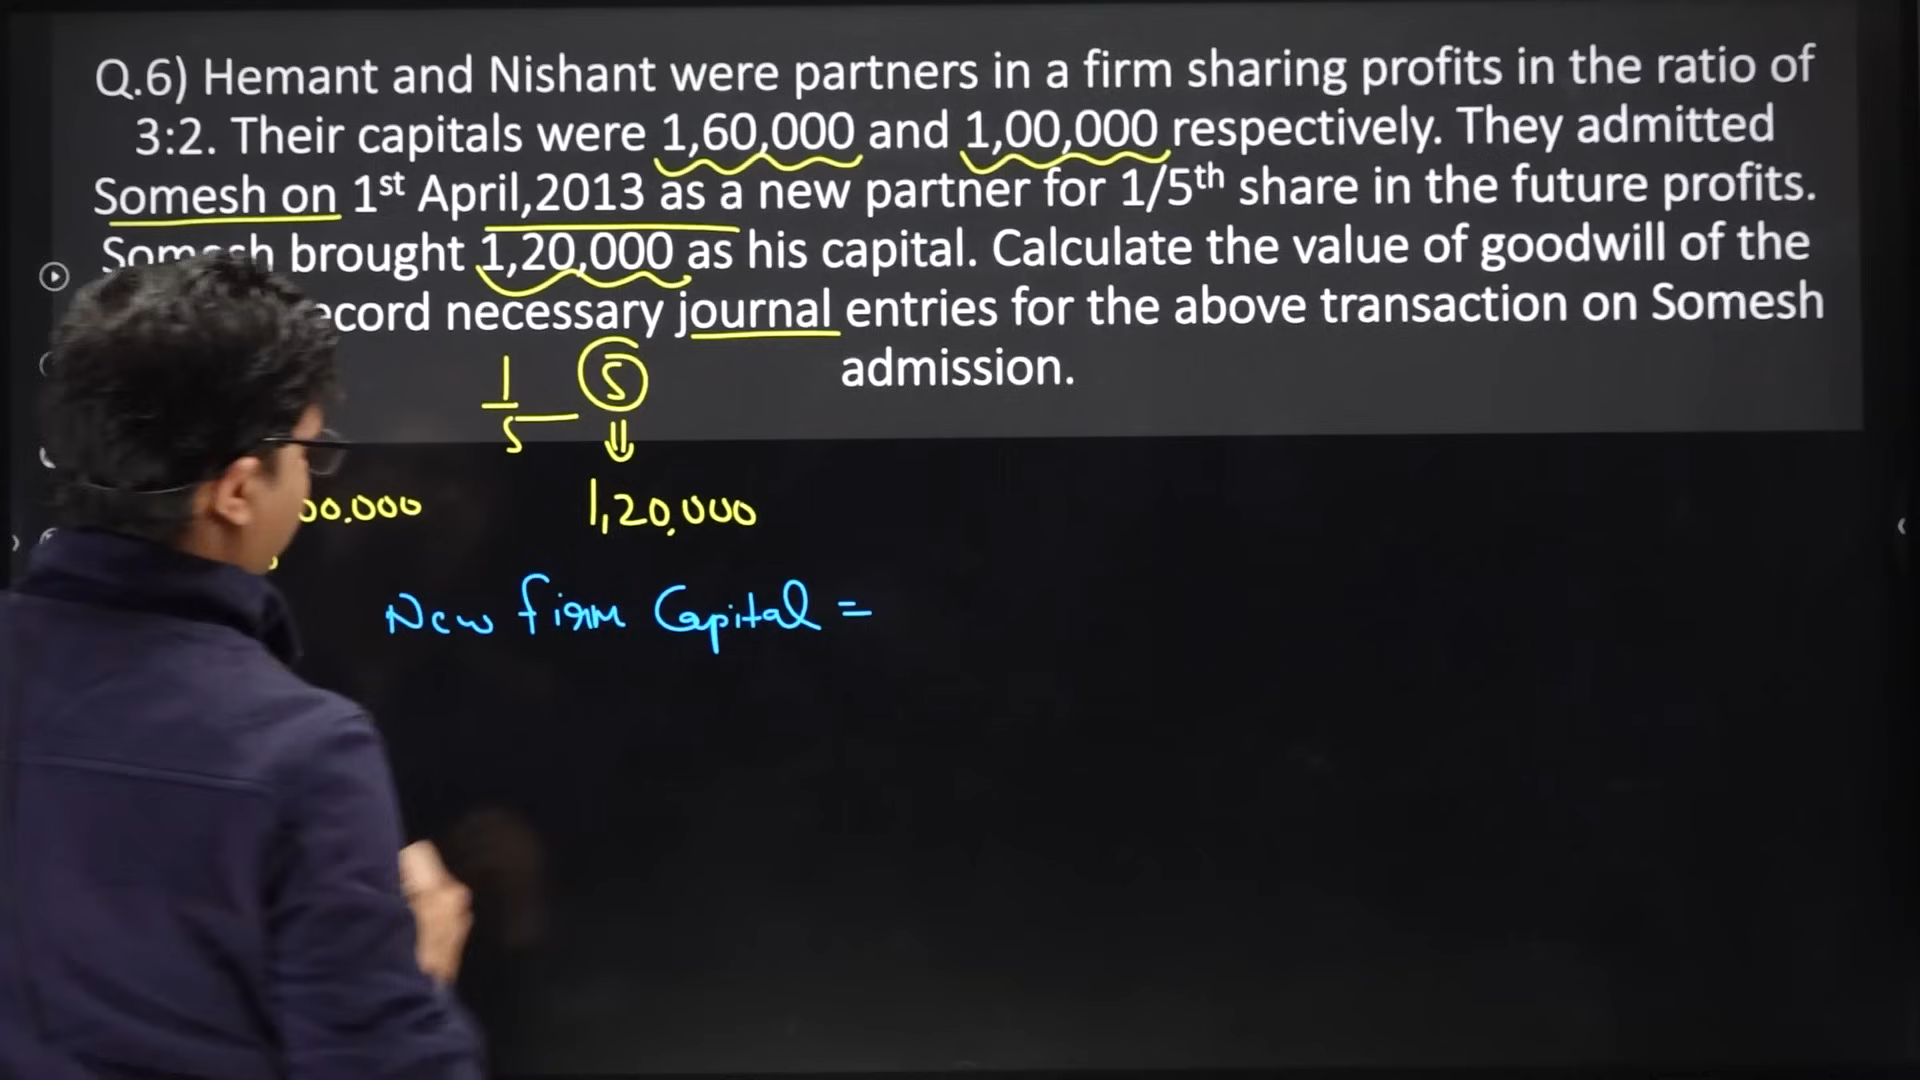 Q.6) Hemant and Nishant were partners in a firm sharing profits in the ratio of
3:2. Their capitals were 1,60,000 and 1,00,000 respectively. They admitted
Somesh on 1st April,2013 as a new partner for 1/5th share in the future profits.
brought 1,20,000 as his capital. Calculate the value of goodwill of the
necessary journal entries for the above transaction on Somesh
admission.
1/5 5
00.000 1,20,000
New firm Capital =